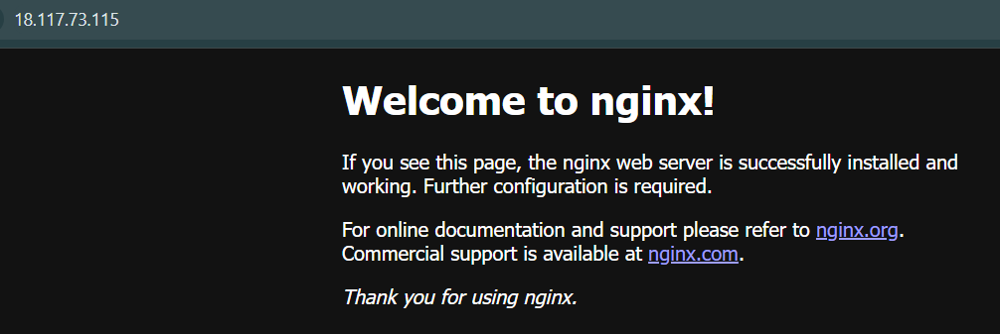 18.117.73.115
Welcome to nginx!
If you see this page, the nginx web server is successfully installed and
working. Further configuration is required.
For online documentation and support please refer to nginx.org.
Commercial support is available at nginx.com.
Thank you for using nginx.